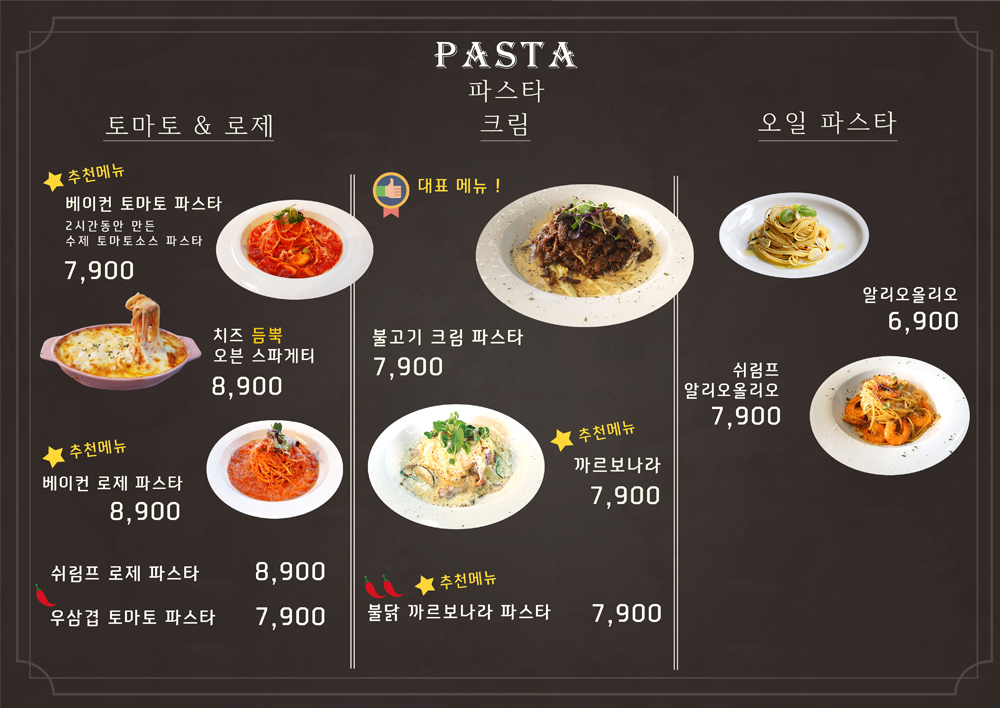 PASTA
파스타
토마토 & 로제
추천메뉴
베이컨 토마토 파스타
2시간동안 만든
수제 토마토소스 파스타
7,900
치즈 듬뿍
오븐 스파게티
8,900
추천메뉴
베이컨 로제 파스타
8,900
쉬림프 로제 파스타 8,900
우삼겹 토마토 파스타 7,900
크림
대표 메뉴 !
불고기 크림 파스타
7,900
추천메뉴
까르보나라
7,900
추천메뉴
불닭 까르보나라 파스타 7,900
오일 파스타
알리오올리오
6,900
쉬림프
알리오올리오
7,900